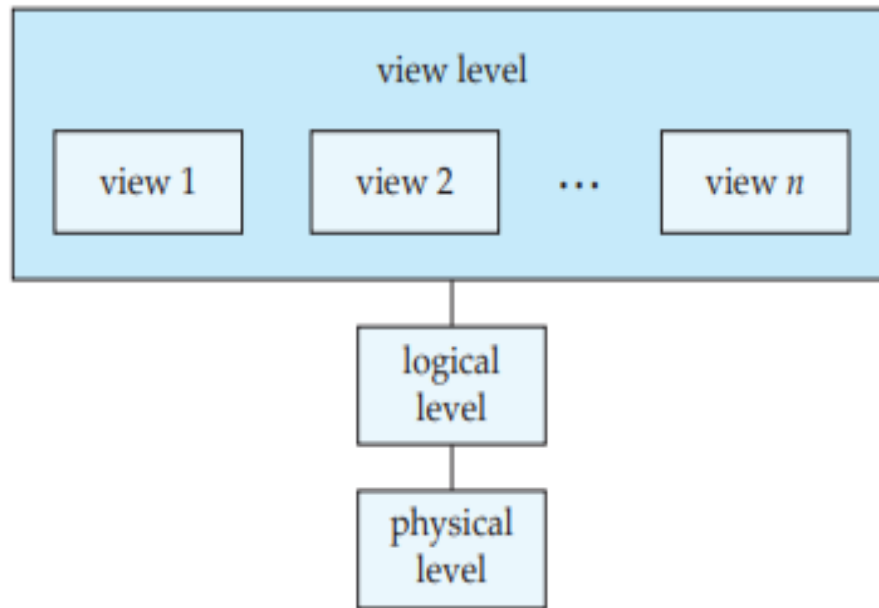 view level
view 1
view 2
...
view n
logical
level
physical
level